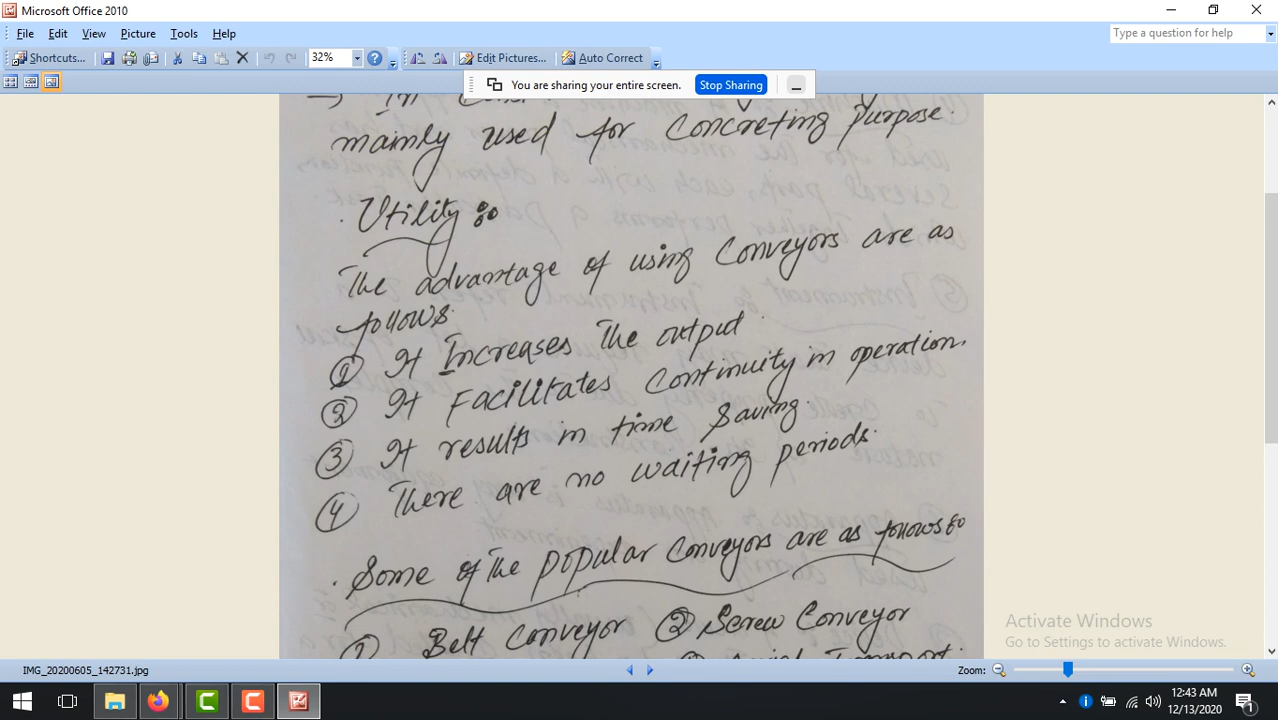 Microsoft Office 2010
File Edit View Picture Tools Help
Type a question for help
Shortcuts... 32% Edit Pictures... Auto Correct
You are sharing your entire screen. Stop Sharing
→ In
mainly used for Concreting purpose.
Utility :-
The advantage of using Conveyors are as
follows.
① It Increases the output
② It Facilitates Continuity in operation.
③ It results in time Saving.
④ There are no waiting periods.
Some of the popular Conveyors are as follows :-
① Belt Conveyor ② Screw Conveyor
Activate Windows
Go to Settings to activate Windows.
IMG_20200605_142731.jpg
Zoom:
12:43 AM
12/13/2020
1